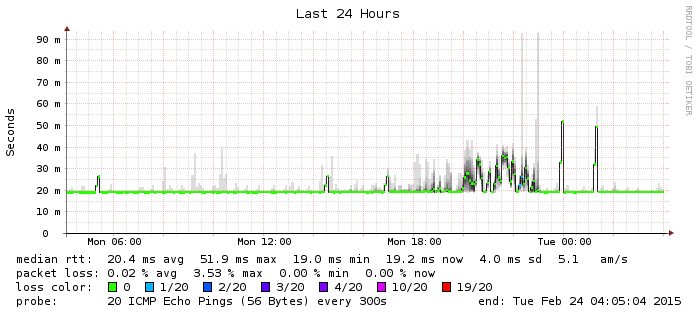 Last 24 Hours
RRDTOOL / TOBI OETIKER
Seconds
90 m
80 m
70 m
60 m
50 m
40 m
30 m
20 m
10 m
0
Mon 06:00 Mon 12:00 Mon 18:00 Tue 00:00
median rtt: 20.4 ms avg 51.9 ms max 19.0 ms min 19.2 ms now 4.0 ms sd 5.1 am/s
packet loss: 0.02 % avg 3.53 % max 0.00 % min 0.00 % now
loss color: 0 1/20 2/20 3/20 4/20 10/20 19/20
probe: 20 ICMP Echo Pings (56 Bytes) every 300s end: Tue Feb 24 04:05:04 2015